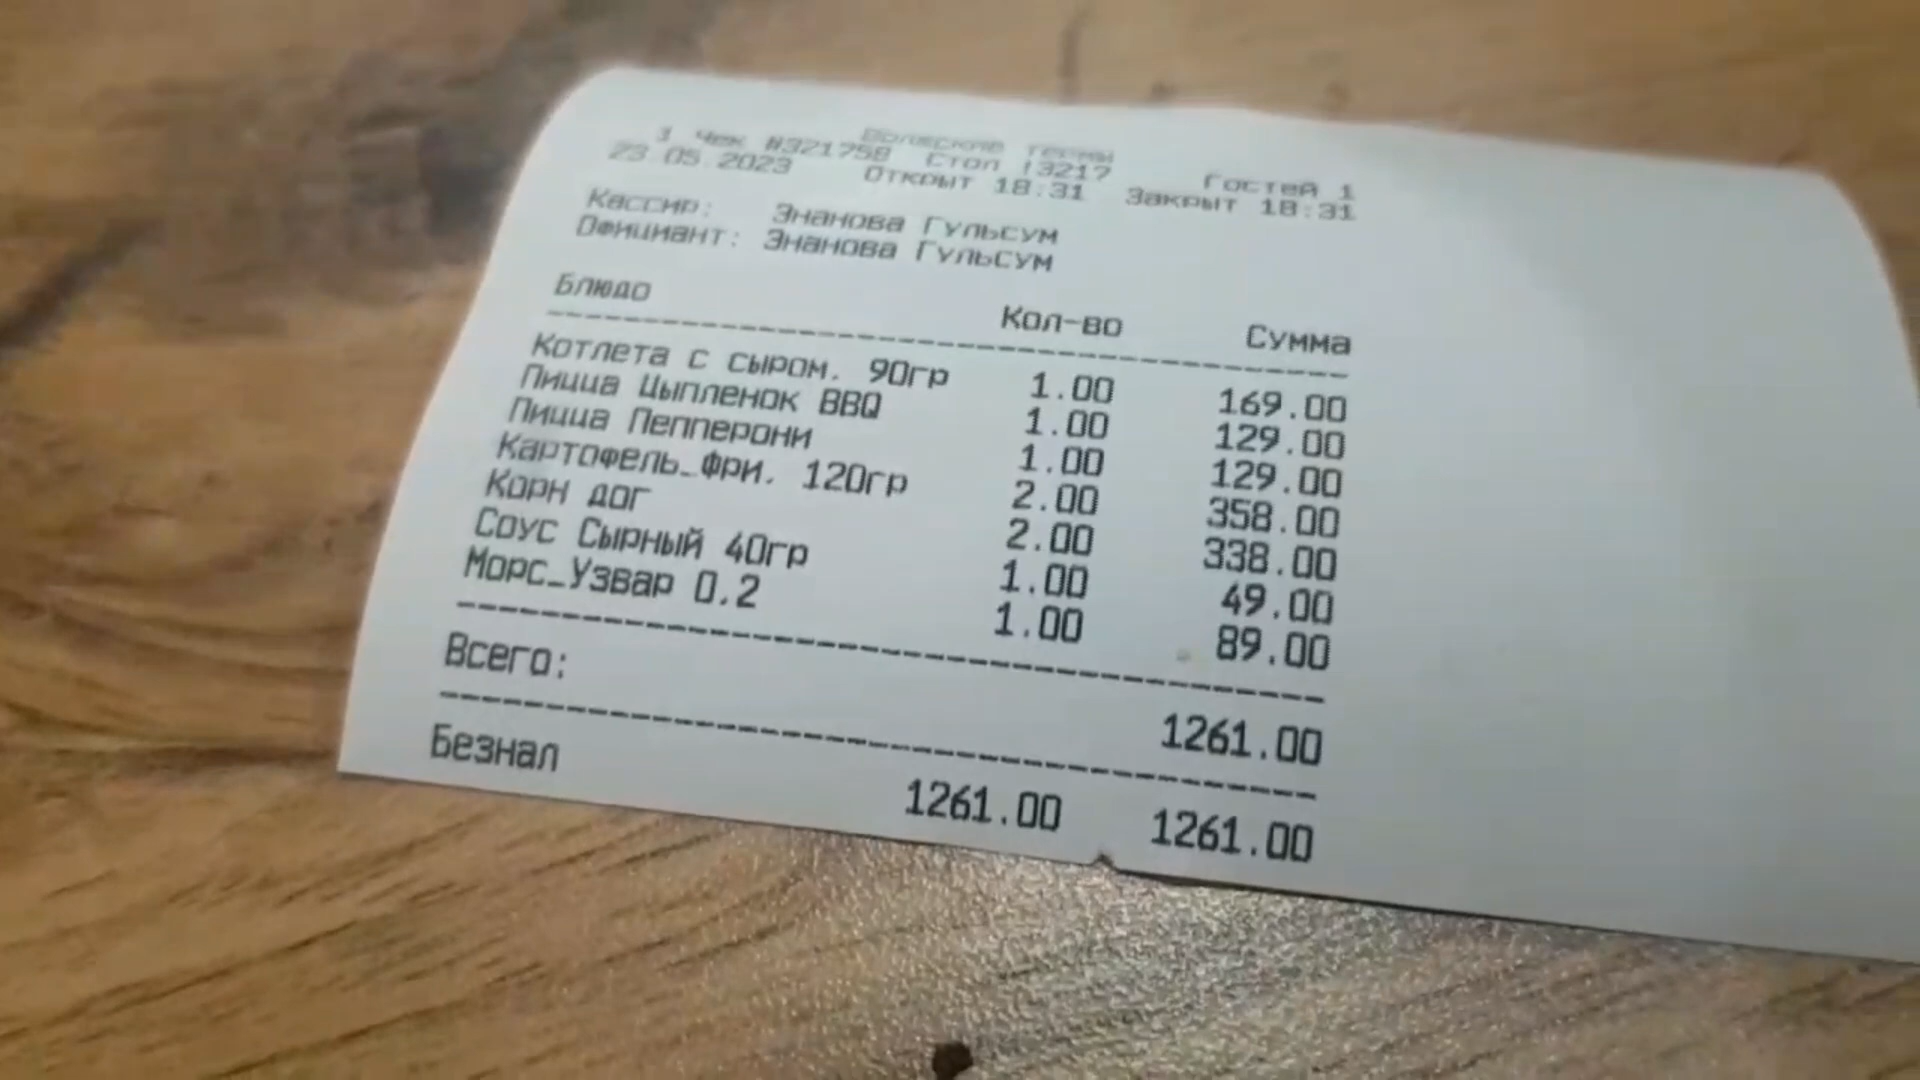 Волжские термы
1 Чек #321758 Стол 13217 Гостей 1
23.05.2023 Открыт 18:31 Закрыт 18:31
Кассир: Знанова Гульсум
Официант: Знанова Гульсум
Блюдо Кол-во Сумма
Котлета с сыром. 90гр 1.00 169.00
Пицца Цыпленок BBQ 1.00 129.00
Пицца Пепперони 1.00 129.00
Картофель_Фри. 120гр 2.00 358.00
Корн дог 2.00 338.00
Соус Сырный 40гр 1.00 49.00
Морс_Узвар 0.2 1.00 89.00
Всего: 1261.00
Безнал 1261.00 1261.00